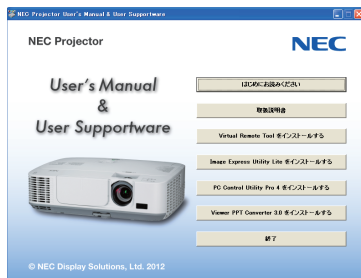 NEC Projector User's Manual & User Supportware
NEC Projector
NEC
User's Manual
&
User Supportware
はじめにお読みください
取扱説明書
Virtual Remote Tool をインストールする
Image Express Utility Lite をインストールする
PC Control Utility Pro 4 をインストールする
Viewer PPT Converter 3.0 をインストールする
終了
© NEC Display Solutions, Ltd. 2012